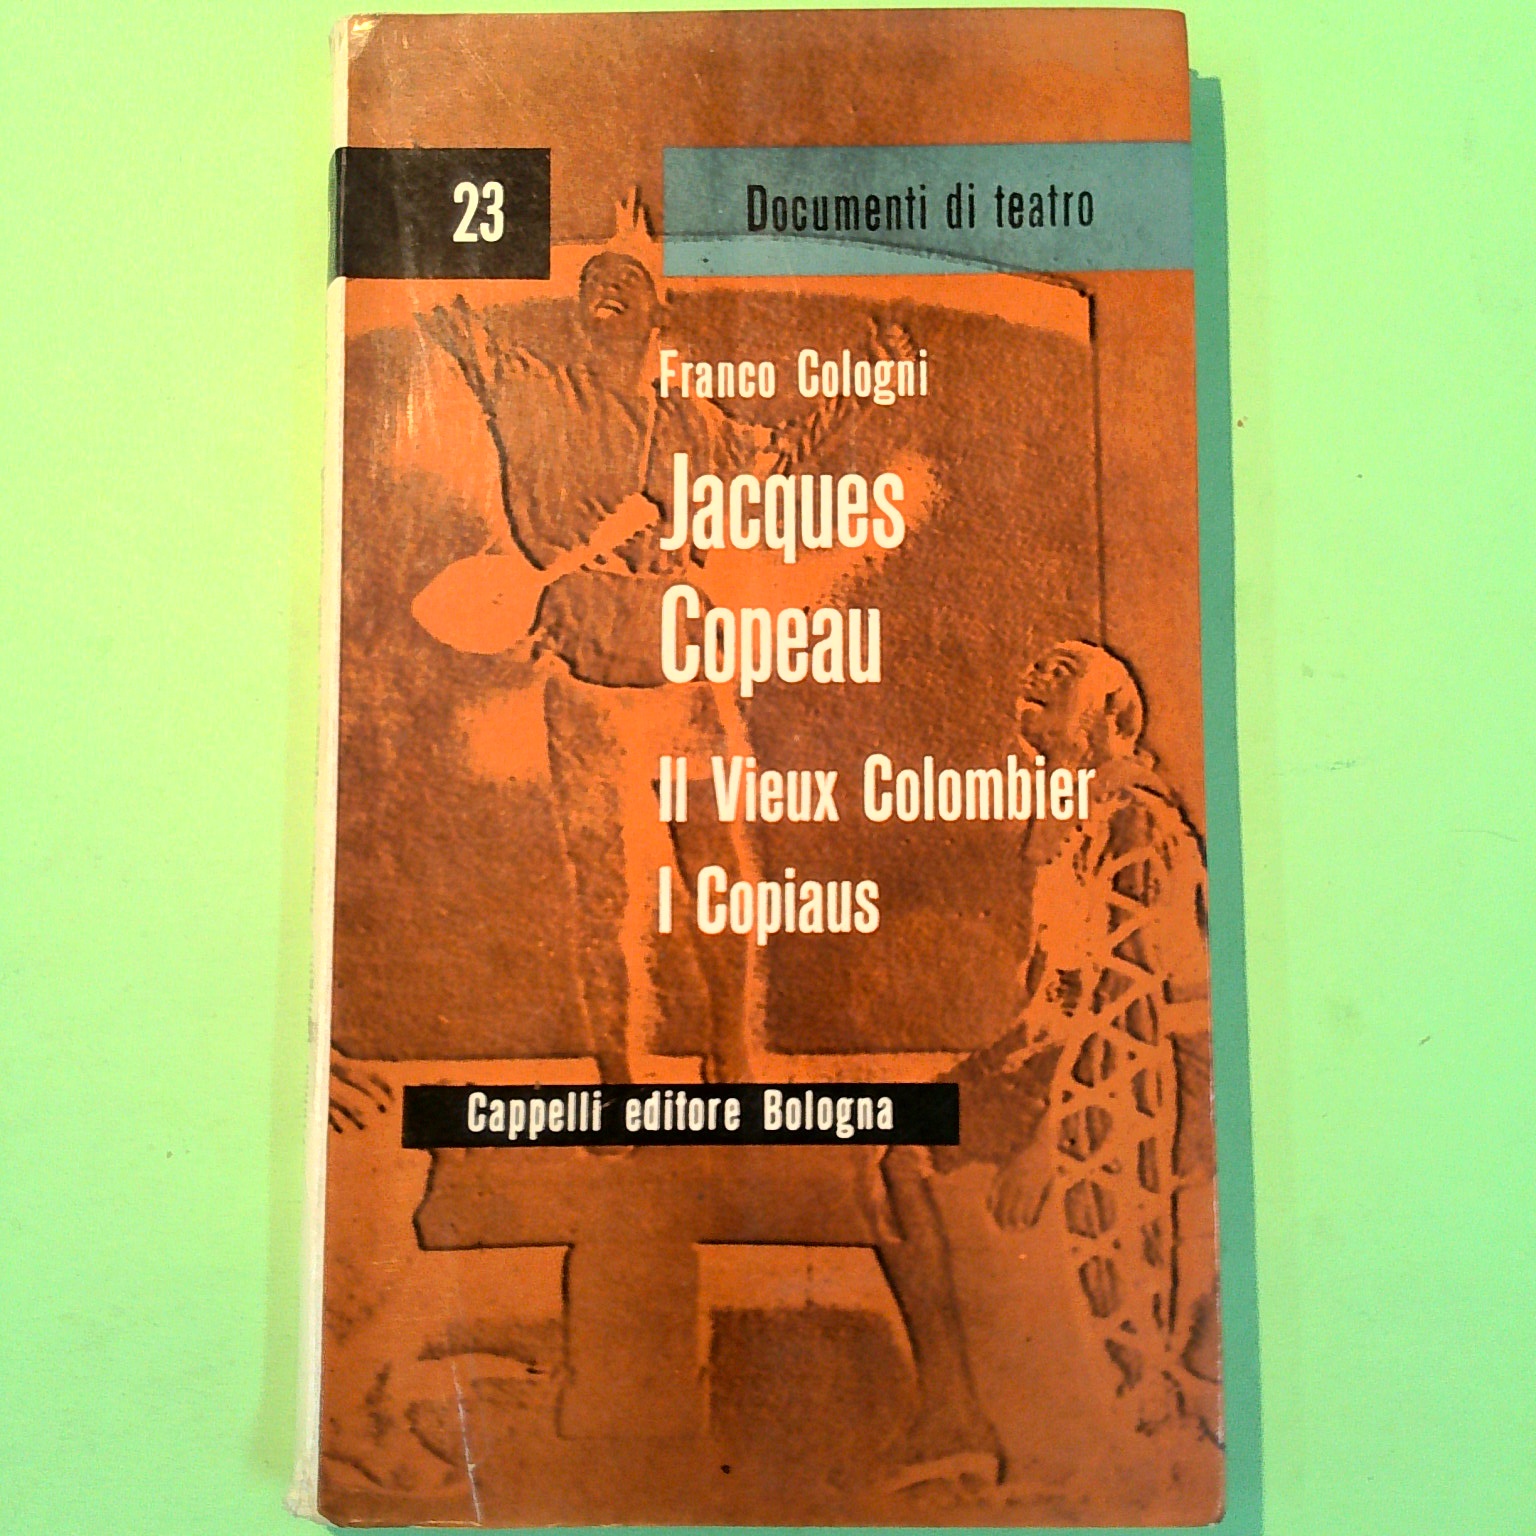 23
Documenti di teatro
Franco Cologni
Jacques
Copeau
Il Vieux Colombier
I Copiaus
Cappelli editore Bologna